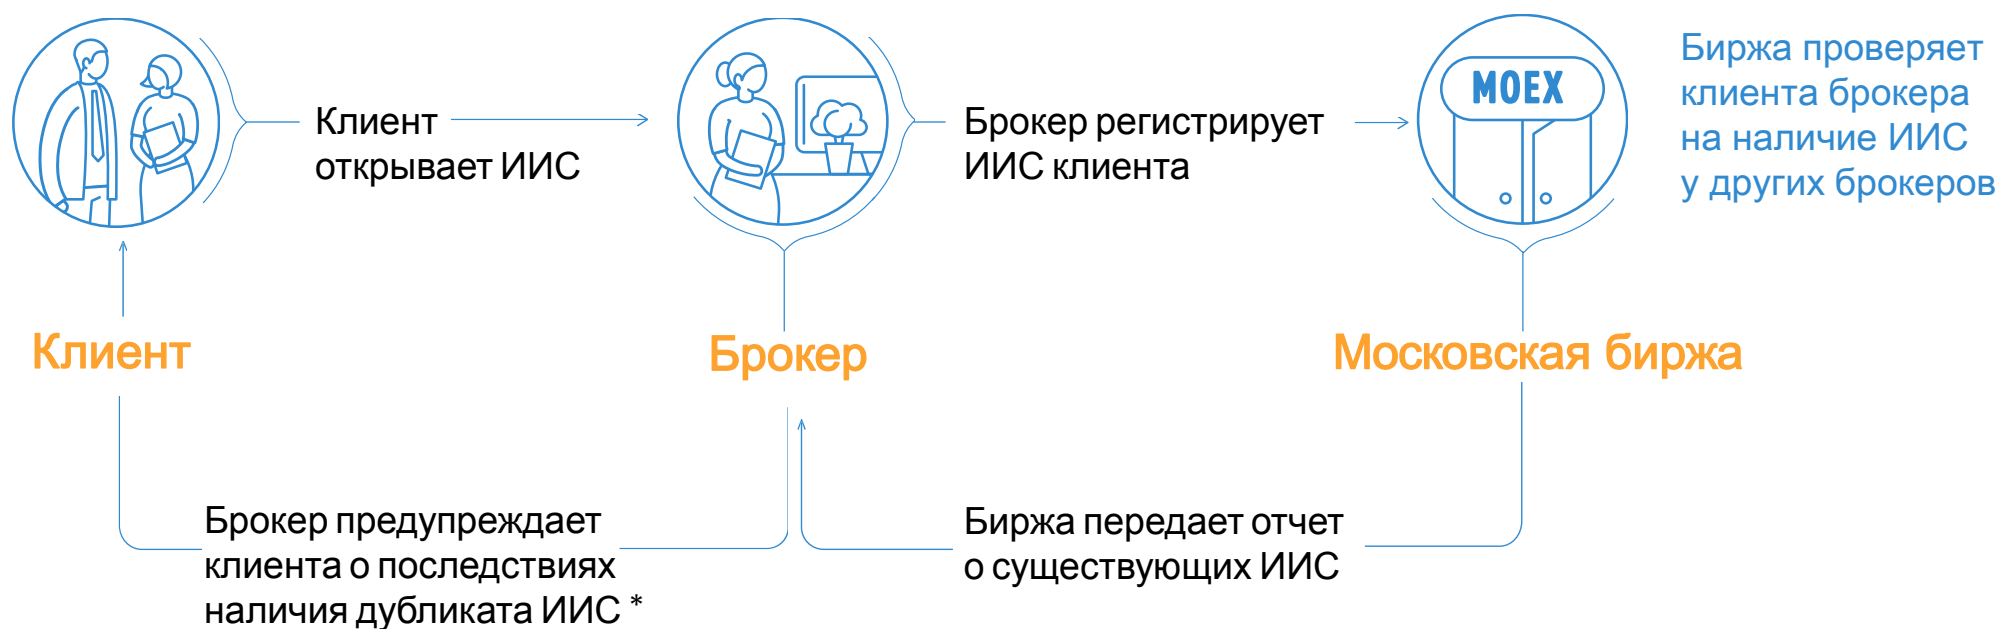 Клиент
открывает ИИС
Брокер регистрирует
ИИС клиента
MOEX
Биржа проверяет
клиента брокера
на наличие ИИС
у других брокеров
Клиент
Брокер
Московская биржа
Брокер предупреждает
клиента о последствиях
наличия дубликата ИИС *
Биржа передает отчет
о существующих ИИС